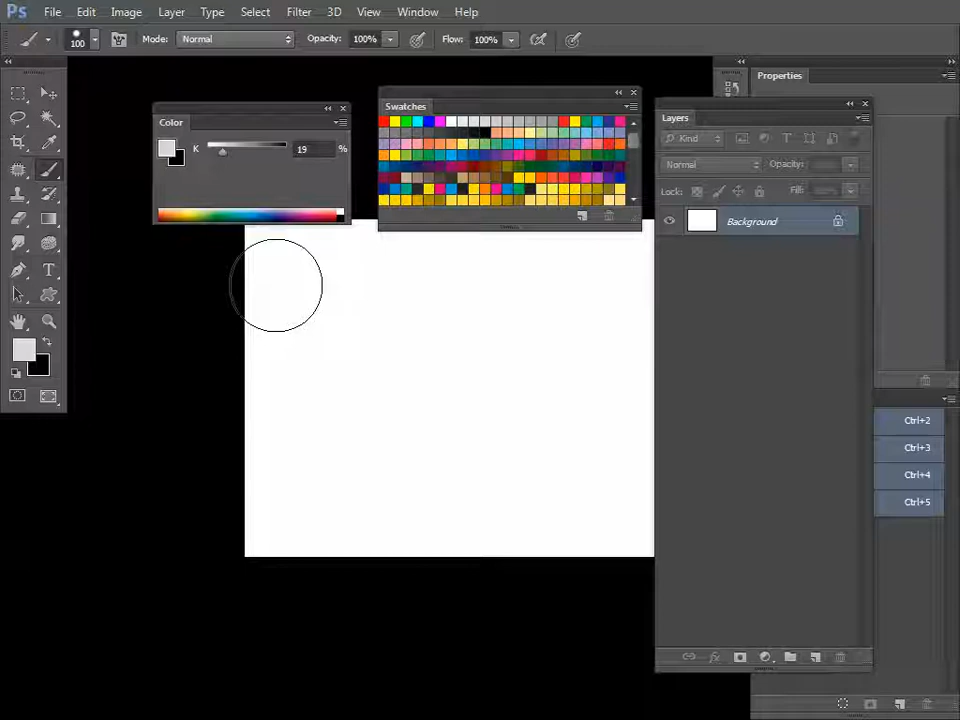 Ps File Edit Image Layer Type Select Filter 3D View Window Help
100 Mode: Normal Opacity: 100% Flow: 100%
Properties
Color
K 19 %
Swatches
Layers
Kind
Normal Opacity:
Lock: Fill:
Background
T
Ctrl+2
Ctrl+3
Ctrl+4
Ctrl+5